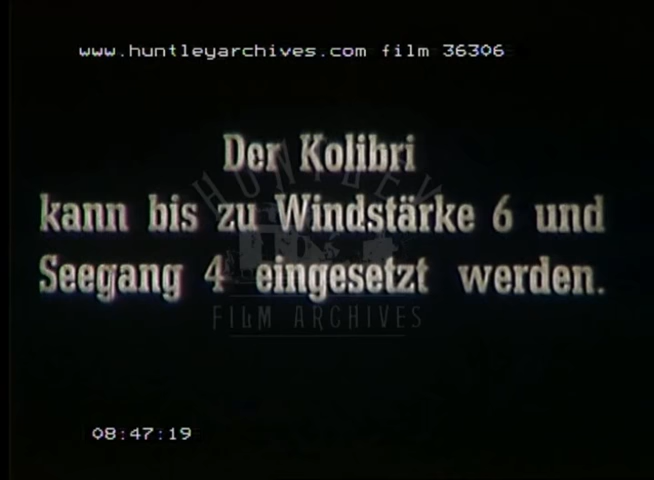 www.huntleyarchives.com film 36306
Der Kolibri
kann bis zu Windstärke 6 und
Seegang 4 eingesetzt werden.
HUNTLEY
FILM ARCHIVES
08:47:19